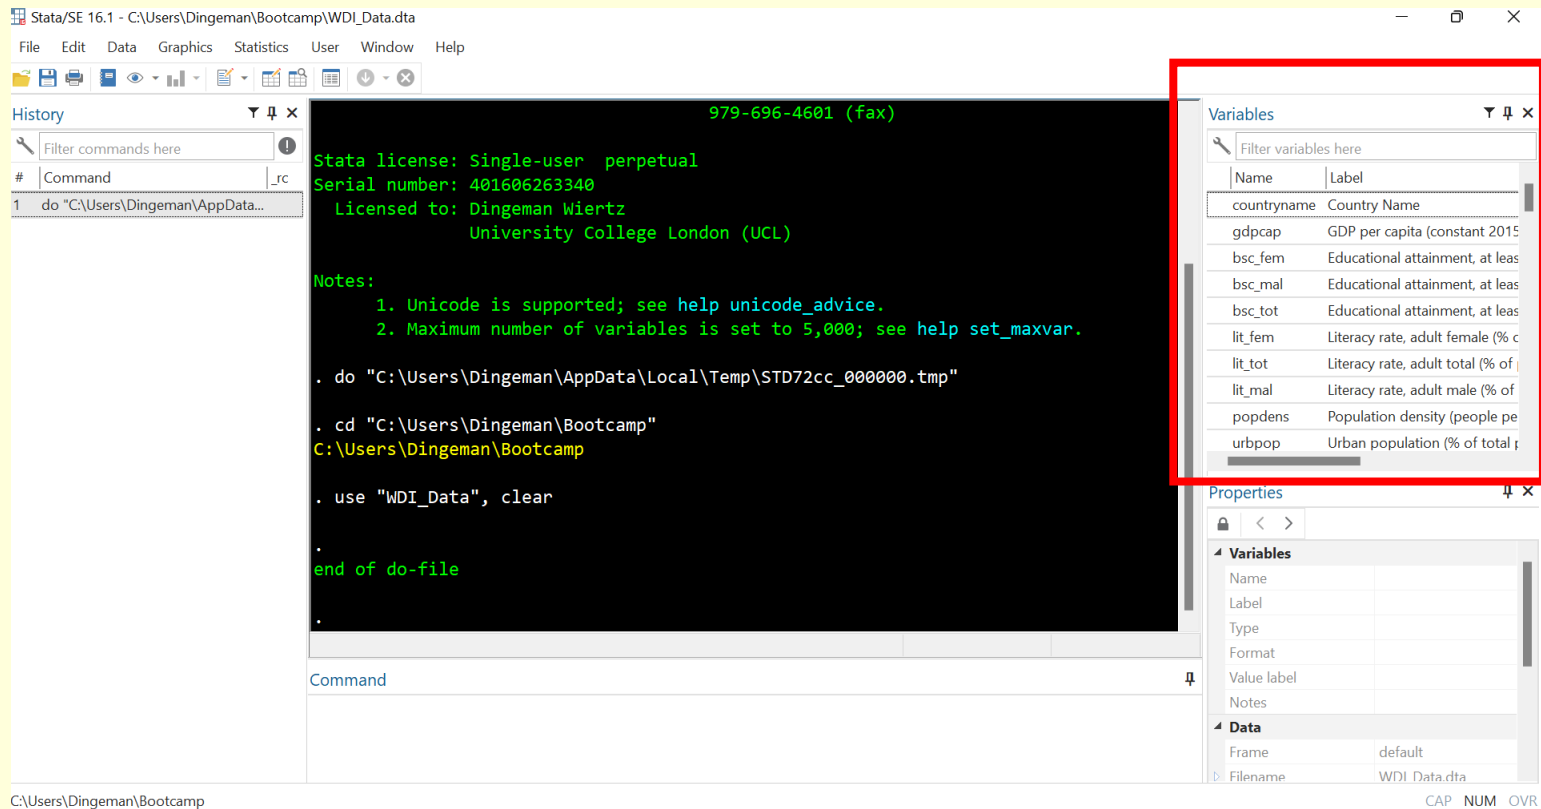 Stata/SE 16.1 - C:\Users\Dingeman\Bootcamp\WDI_Data.dta
File Edit Data Graphics Statistics User Window Help
History
Filter commands here
# Command _rc
1 do "C:\Users\Dingeman\AppData...
979-696-4601 (fax)
Stata license: Single-user perpetual
Serial number: 401606263340
Licensed to: Dingeman Wiertz
University College London (UCL)
Notes:
1. Unicode is supported; see help unicode_advice.
2. Maximum number of variables is set to 5,000; see help set_maxvar.
. do "C:\Users\Dingeman\AppData\Local\Temp\STD72cc_000000.tmp"
. cd "C:\Users\Dingeman\Bootcamp"
C:\Users\Dingeman\Bootcamp
. use "WDI_Data", clear
.
end of do-file
.
Command
Variables
Filter variables here
Name Label
countryname Country Name
gdpcap GDP per capita (constant 2015
bsc_fem Educational attainment, at leas
bsc_mal Educational attainment, at leas
bsc_tot Educational attainment, at leas
lit_fem Literacy rate, adult female (%
lit_tot Literacy rate, adult total (% of
lit_mal Literacy rate, adult male (% of
popdens Population density (people pe
urbpop Urban population (% of total
Properties
Variables
Name
Label
Type
Format
Value label
Notes
Data
Frame default
Filename WDI_Data.dta
C:\Users\Dingeman\Bootcamp
CAP NUM OVR